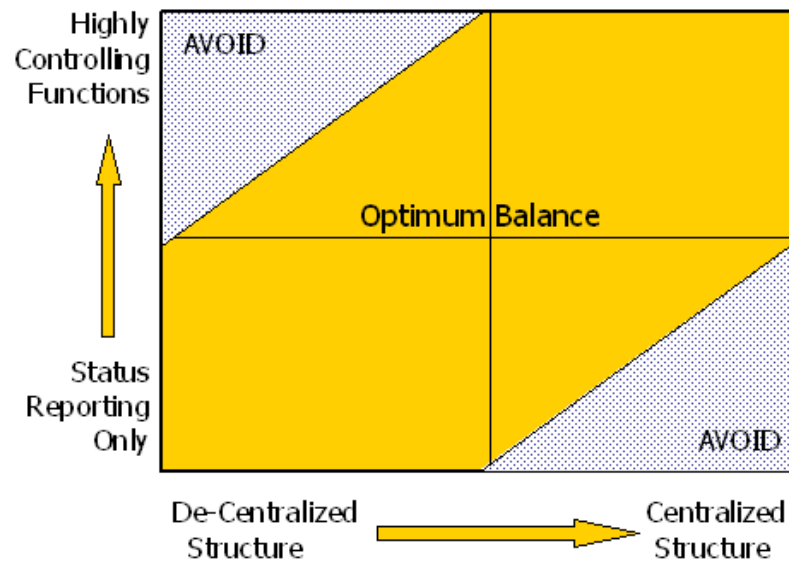 Highly
Controlling
Functions
AVOID
Optimum Balance
Status
Reporting
Only
AVOID
De-Centralized
Structure
Centralized
Structure